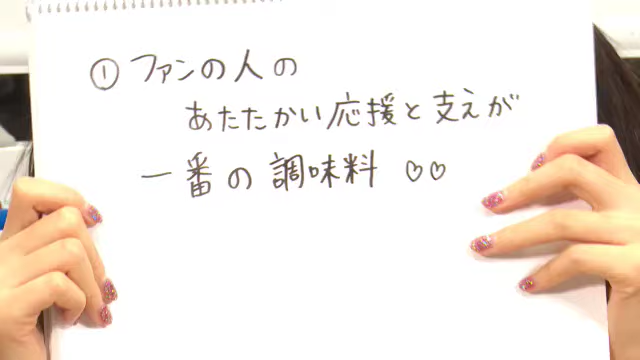 ① ファンの人の
あたたかい応援と支えが
一番の調味料 ♡♡